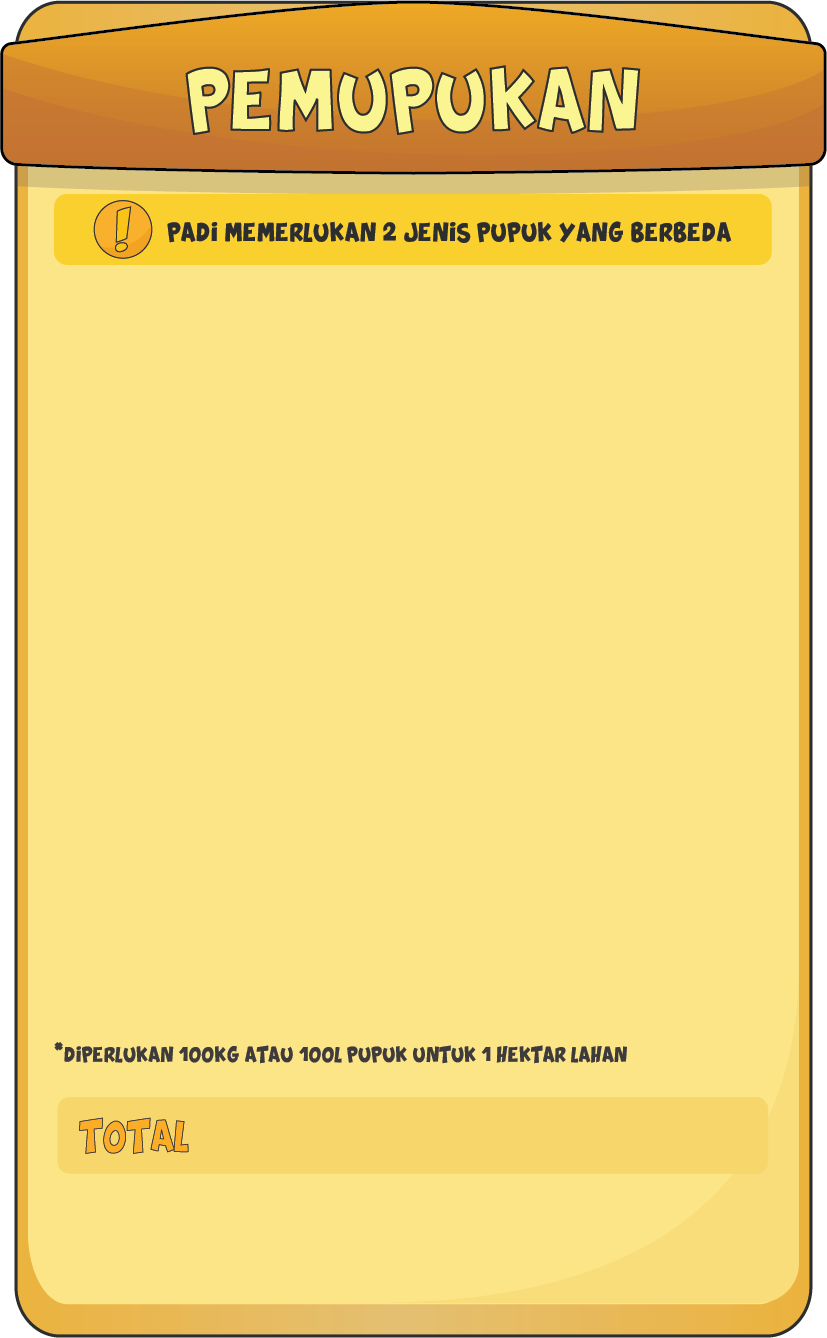 PEMUPUKAN
! PADi MEMERLUKAN 2 JENiS PUPUK YANG BERBEDA
*DiPERLUKAN 100KG ATAU 100L PUPUK UNTUK 1 HEKTAR LAHAN
TOTAL